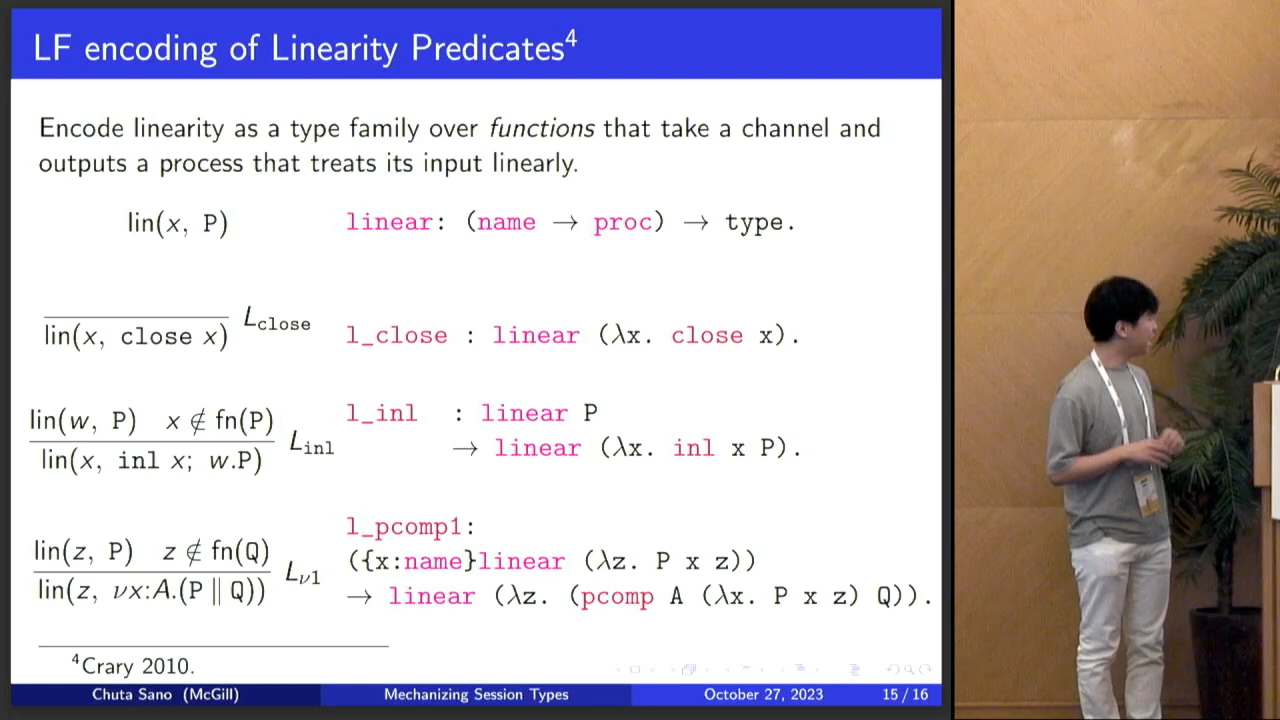 LF encoding of Linearity Predicates⁴
Encode linearity as a type family over functions that take a channel and
outputs a process that treats its input linearly.
lin(x, P) linear: (name → proc) → type.
lin(x, close x) L_close l_close : linear (λx. close x).
lin(w, P) x ∉ fn(P)
lin(x, inl x; w.P) L_inl
l_inl : linear P
→ linear (λx. inl x P).
lin(z, P) z ∉ fn(Q)
lin(z, νx:A.(P ∥ Q)) L_ν1
l_pcomp1:
({x:name}linear (λz. P x z))
→ linear (λz. (pcomp A (λx. P x z) Q)).
⁴Crary 2010.
Chuta Sano (McGill) Mechanizing Session Types October 27, 2023 15 / 16